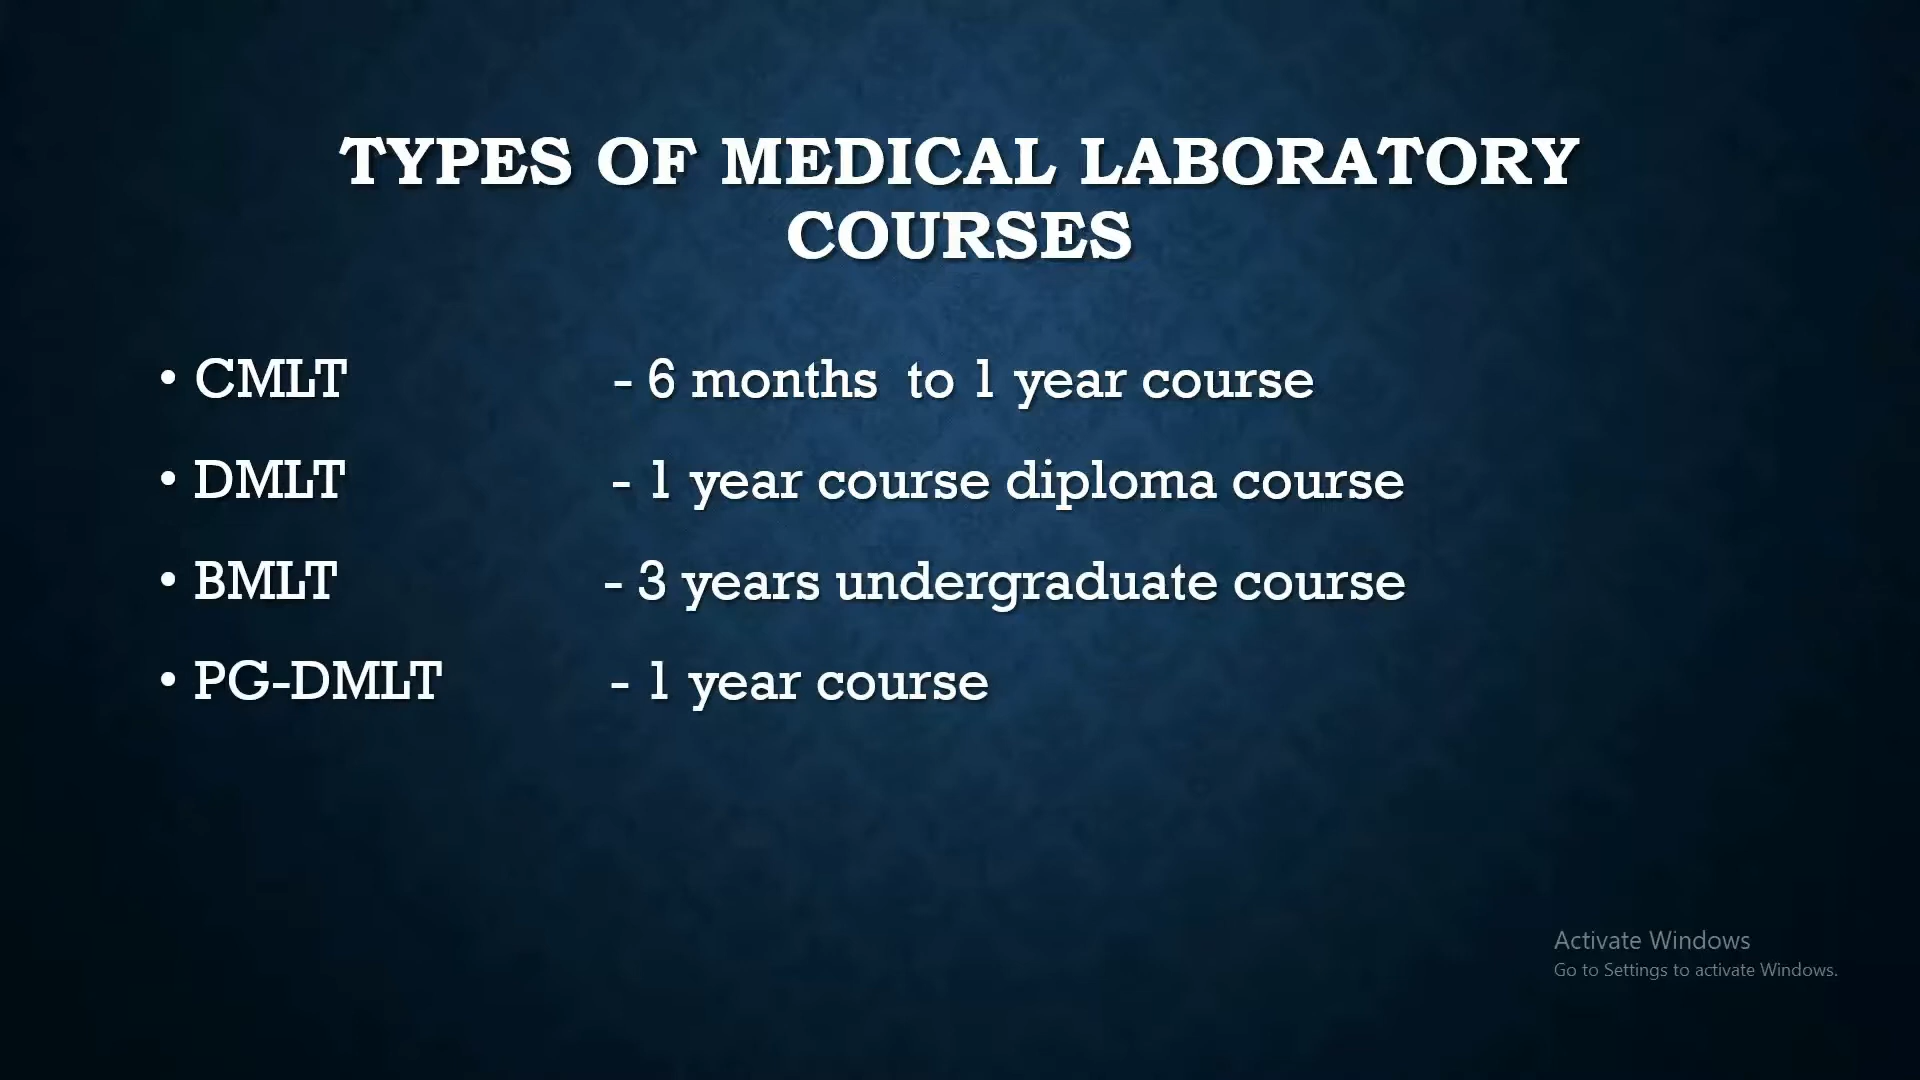 TYPES OF MEDICAL LABORATORY
COURSES
• CMLT - 6 months to 1 year course
• DMLT - 1 year course diploma course
• BMLT - 3 years undergraduate course
• PG-DMLT - 1 year course
Activate Windows
Go to Settings to activate Windows.